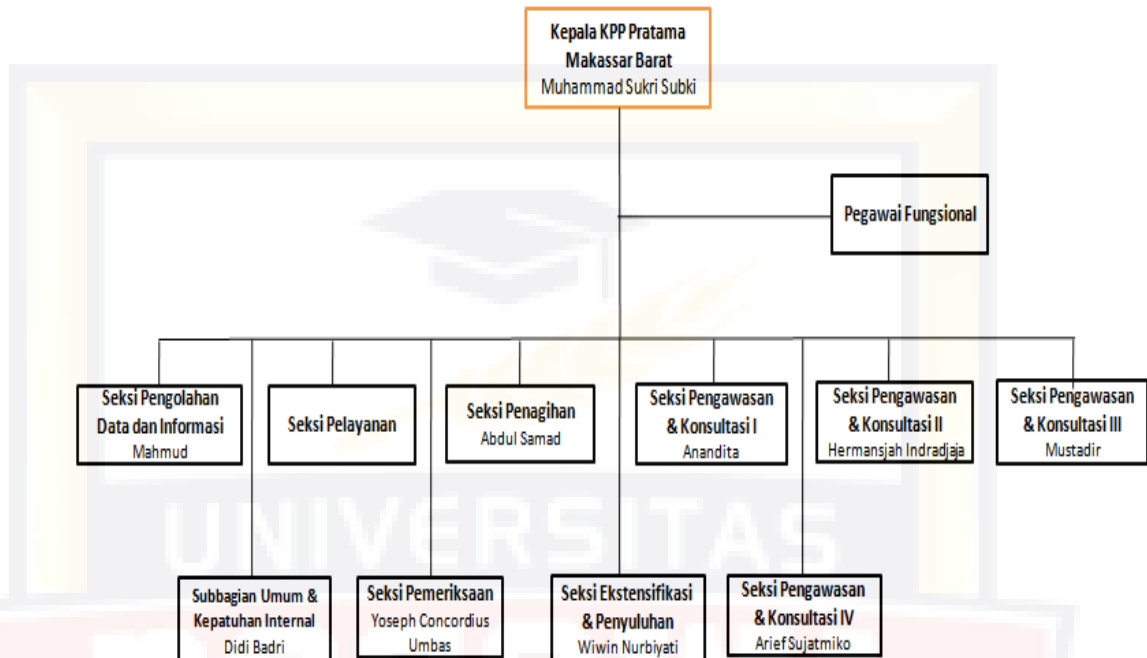 Kepala KPP Pratama
Makassar Barat
Muhammad Sukri Subki
Pegawai Fungsional
Seksi Pengolahan
Data dan Informasi
Mahmud
Seksi Pelayanan
Seksi Penagihan
Abdul Samad
Seksi Pengawasan
& Konsultasi I
Anandita
Seksi Pengawasan
& Konsultasi II
Hermansjah Indradjaja
Seksi Pengawasan
& Konsultasi III
Mustadir
UNIVERSITAS
Subbagian Umum &
Kepatuhan Internal
Didi Badri
Seksi Pemeriksaan
Yoseph Concordius
Umbas
Seksi Ekstensifikasi
& Penyuluhan
Wiwin Nurbiyati
Seksi Pengawasan
& Konsultasi IV
Arief Sujatmiko